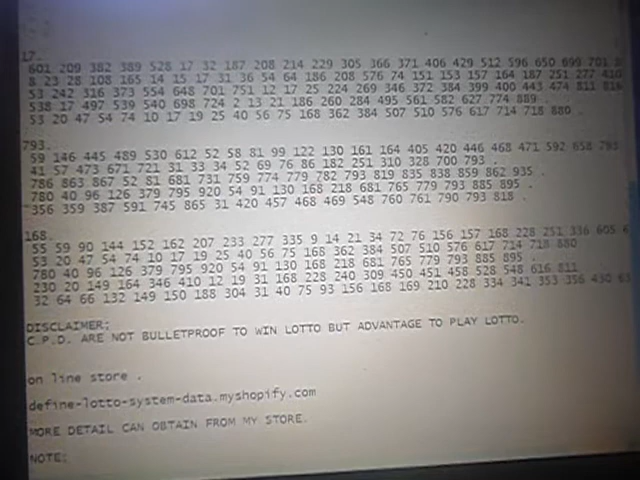 17.
601 209 382 389 528 17 32 187 208 214 229 305 366 371 406 429 512 596 650 699 701
8 23 28 108 165 14 15 17 31 36 54 64 186 208 576 74 151 153 157 164 187 251 277 410
53 242 316 373 554 648 701 751 12 17 25 224 269 346 372 384 399 400 443 474 811 816
538 17 497 539 540 698 724 2 13 21 186 260 284 495 561 582 627 774 889 .
53 20 47 54 74 10 17 19 25 40 56 75 168 362 384 507 510 576 617 714 718 880 .
793.
59 146 445 489 530 612 52 58 81 99 122 130 161 164 405 420 446 468 471 592 658 793
41 57 473 671 721 31 33 34 52 69 76 86 182 251 310 328 700 793 .
786 863 867 52 81 681 731 759 774 779 782 793 819 835 838 859 862 935 .
780 40 96 126 379 795 920 54 91 130 168 218 681 765 779 793 885 895 .
356 359 387 591 745 865 31 420 457 468 469 548 760 761 790 793 818 .
168.
55 59 90 144 152 162 207 233 277 335 9 14 21 34 72 76 156 157 168 228 251 336 605
53 20 47 54 74 10 17 19 25 40 56 75 168 362 384 507 510 576 617 714 718 880
780 40 96 126 379 795 920 54 91 130 168 218 681 765 779 793 885 895 .
230 20 149 164 346 410 12 19 31 168 228 240 309 450 451 458 528 548 616 811
32 64 66 132 149 150 188 304 31 40 75 93 156 168 169 210 228 334 341 353 356 430
DISCLAIMER;
C.P.D. ARE NOT BULLETPROOF TO WIN LOTTO BUT ADVANTAGE TO PLAY LOTTO.
on line store .
define-lotto-system-data.myshopify.com
MORE DETAIL CAN OBTAIN FROM MY STORE.
NOTE: